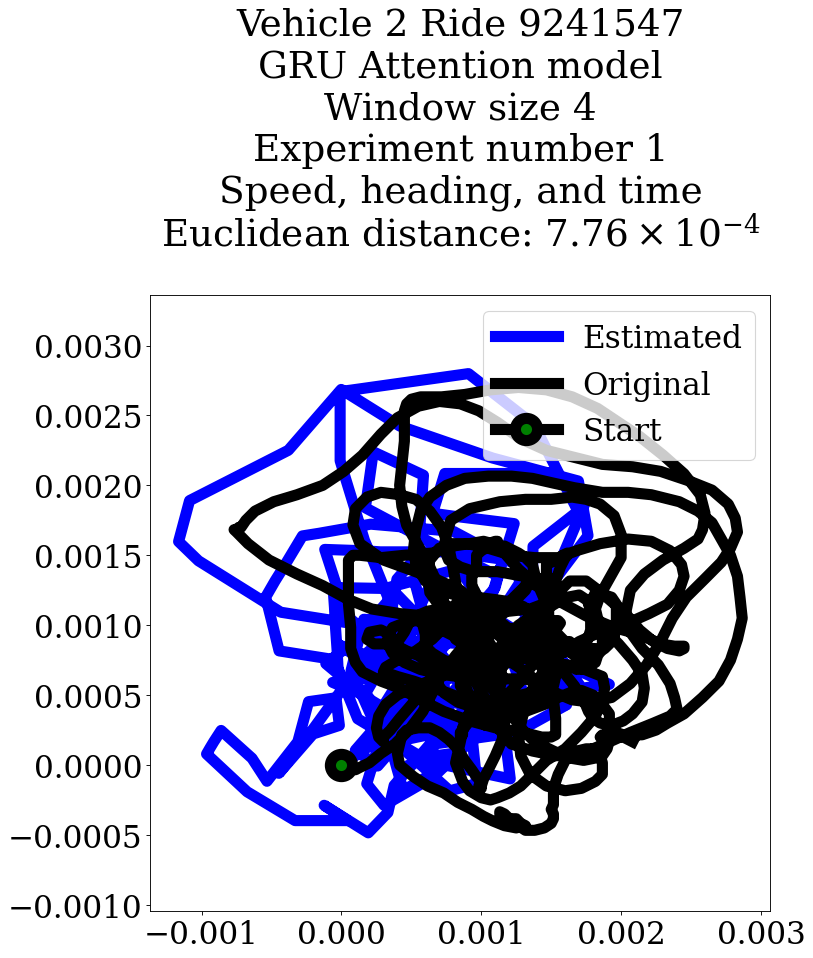 Vehicle 2 Ride 9241547
GRU Attention model
Window size 4
Experiment number 1
Speed, heading, and time
Euclidean distance: 7.76 × 10⁻⁴
Estimated
Original
Start
0.0030
0.0025
0.0020
0.0015
0.0010
0.0005
0.0000
−0.0005
−0.0010
−0.001 0.000 0.001 0.002 0.003